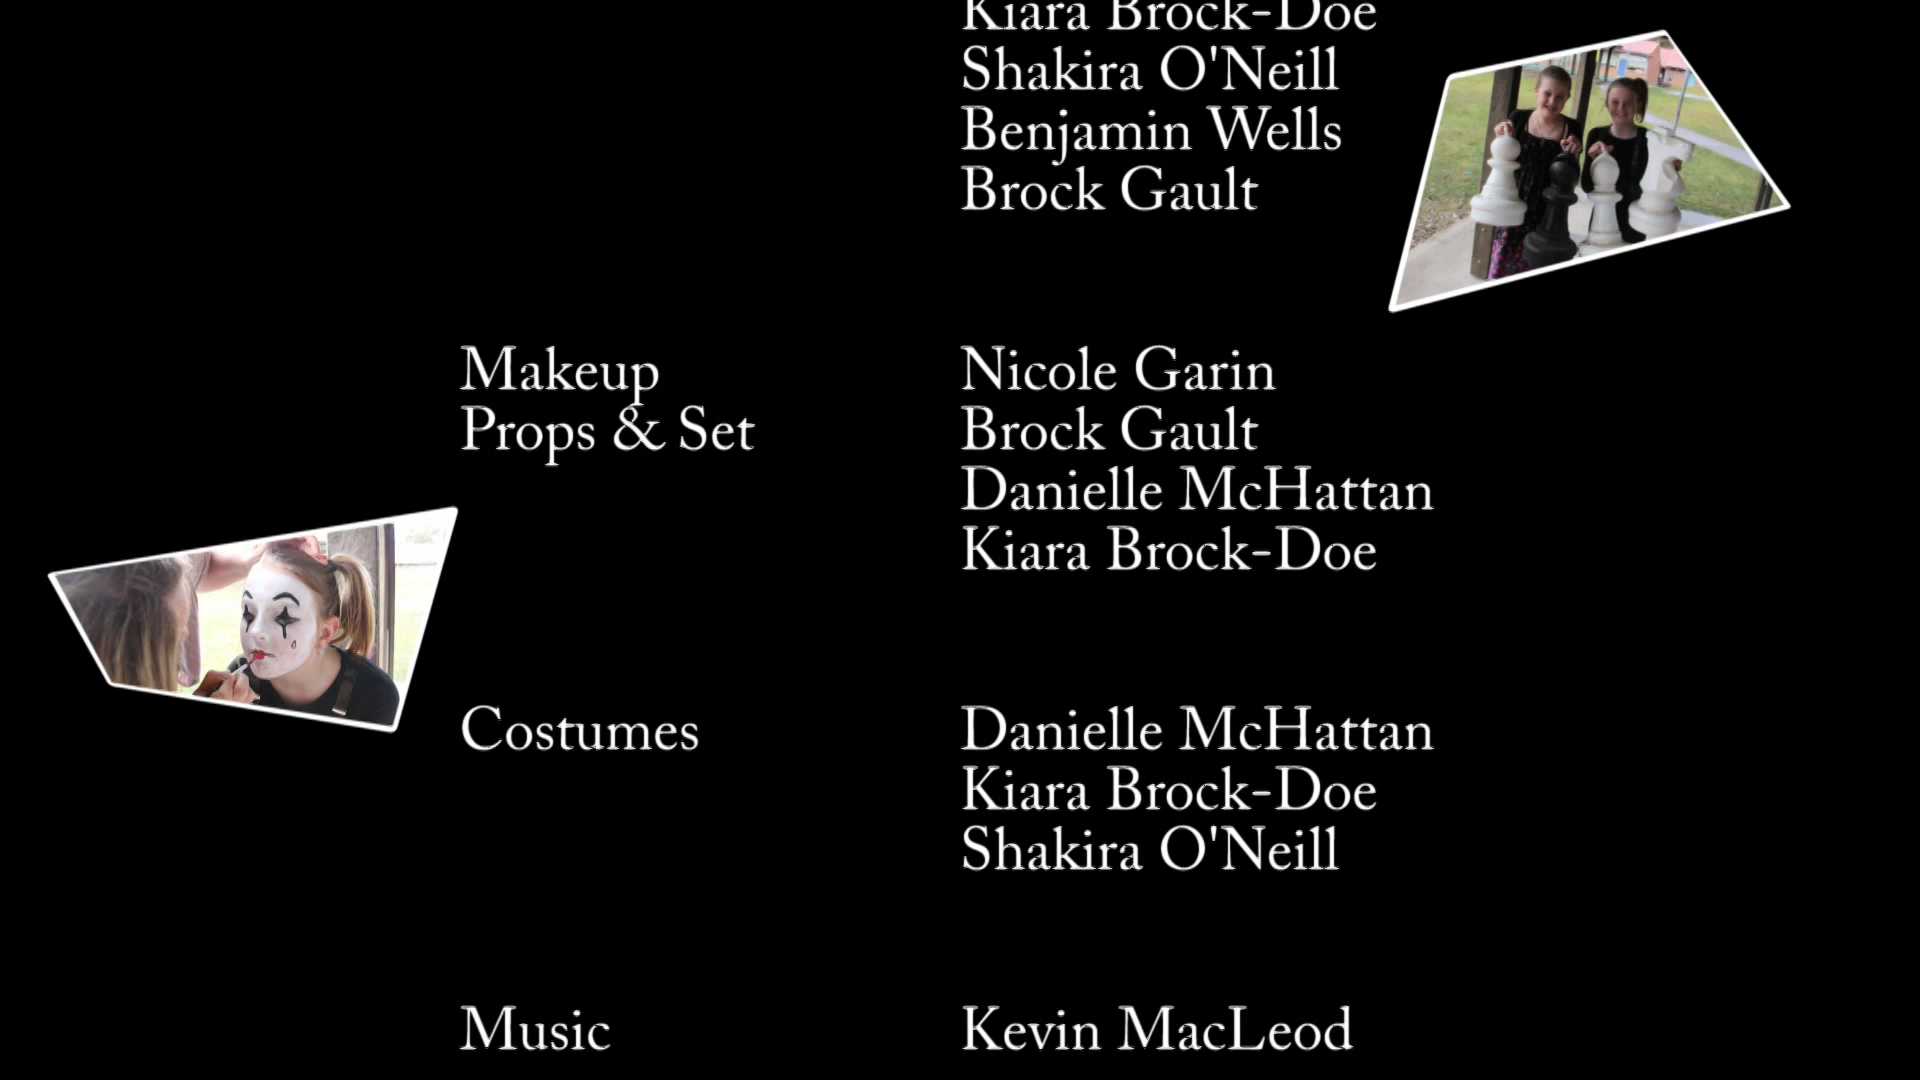 Kiara Brock-Doe
Shakira O'Neill
Benjamin Wells
Brock Gault
Makeup Nicole Garin
Props & Set Brock Gault
Danielle McHattan
Kiara Brock-Doe
Costumes Danielle McHattan
Kiara Brock-Doe
Shakira O'Neill
Music Kevin MacLeod